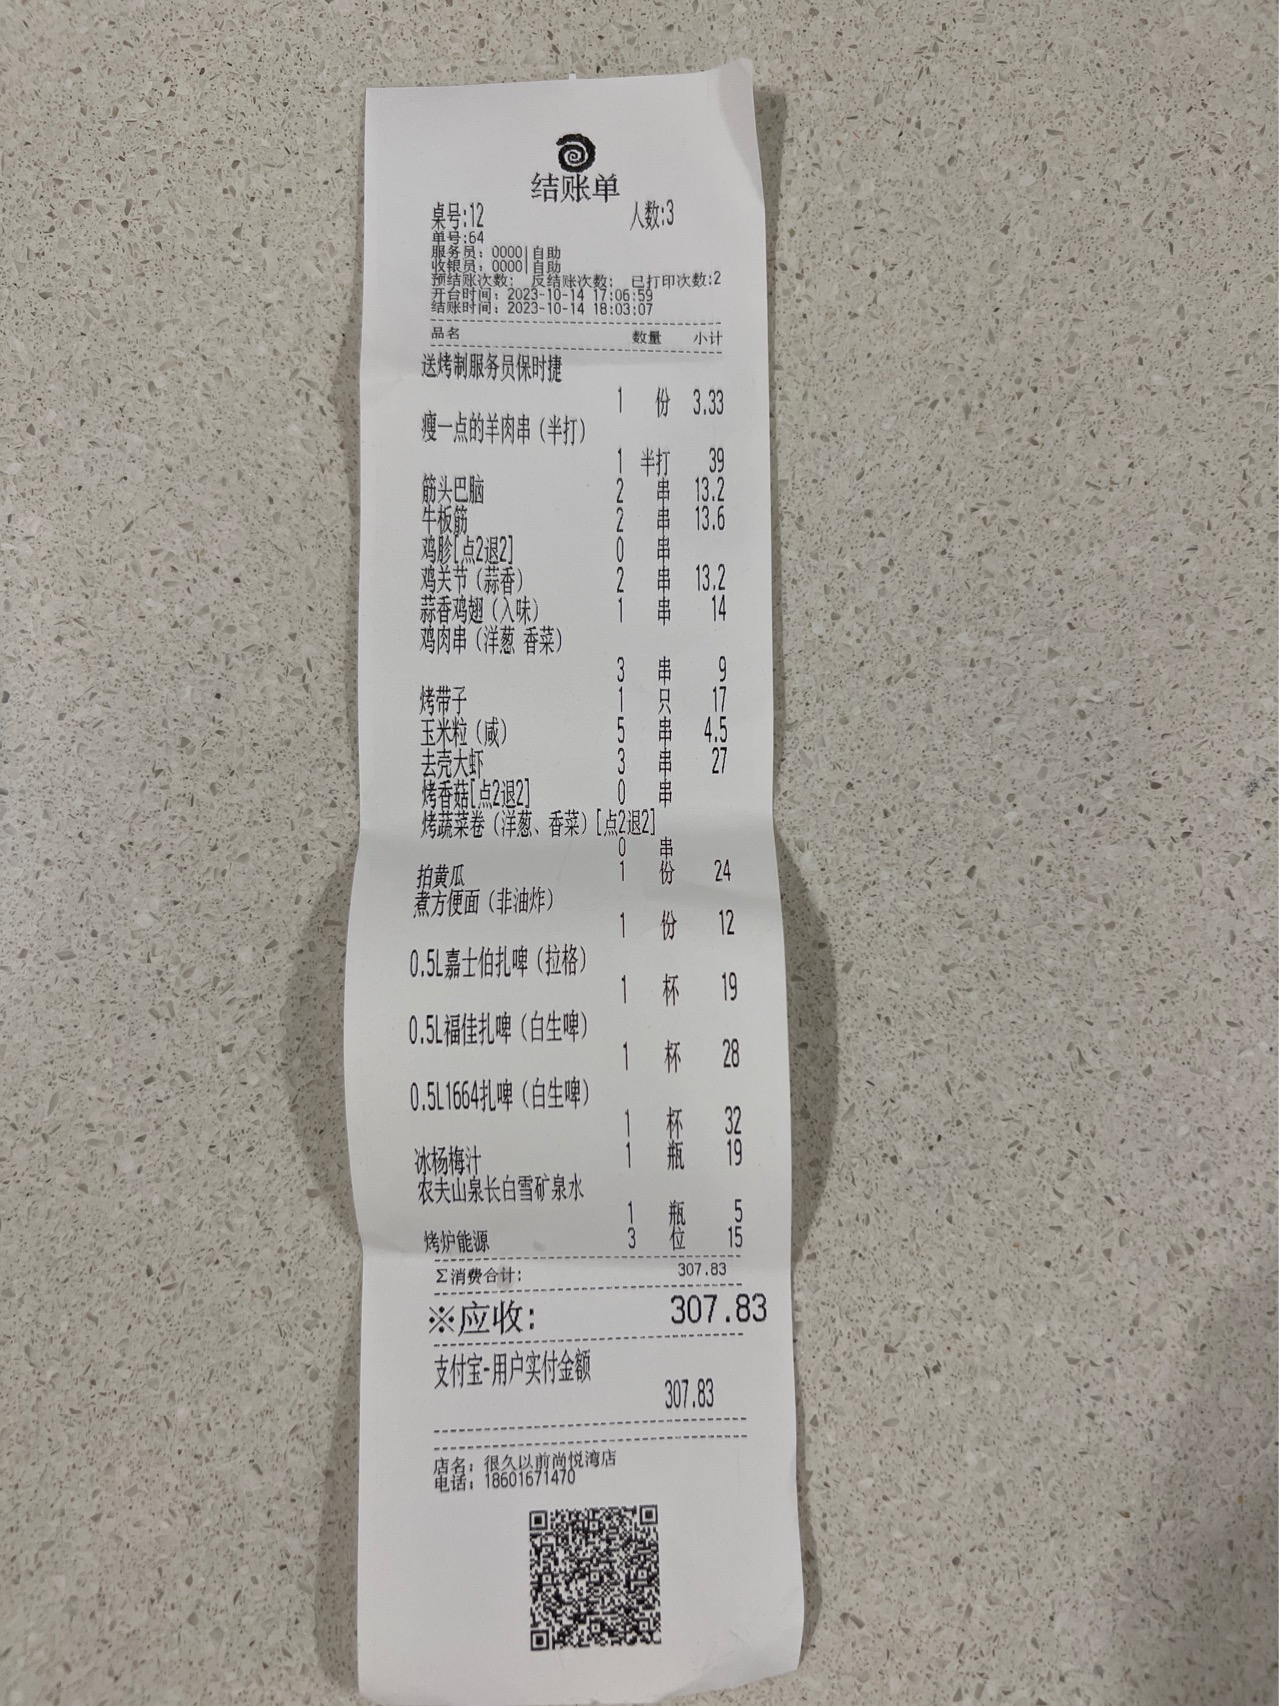 结账单
桌号:12 人数:3
单号:64
服务员: 0000| 自助
收银员: 0000| 自助
预结账次数: 反结账次数: 已打印次数:2
开台时间: 2023-10-14 17:06:59
结账时间: 2023-10-14 18:03:07
品名 数量 小计
送烤制服务员保时捷
1 份 3.33
瘦一点的羊肉串(半打)
1 半打 39
筋头巴脑 2 串 13.2
牛板筋 2 串 13.6
鸡胗[点2退2] 0 串
鸡关节(蒜香) 2 串 13.2
蒜香鸡翅(入味) 1 串 14
鸡肉串(洋葱 香菜)
3 串 9
烤带子 1 只 17
玉米粒(咸) 5 串 4.5
去壳大虾 3 串 27
烤香菇[点2退2] 0 串
烤蔬菜卷(洋葱、香菜)[点2退2]
0 串
拍黄瓜 1 份 24
煮方便面(非油炸)
1 份 12
0.5L嘉士伯扎啤(拉格)
1 杯 19
0.5L福佳扎啤(白生啤)
1 杯 28
0.5L1664扎啤(白生啤)
1 杯 32
冰杨梅汁 1 瓶 19
农夫山泉长白雪矿泉水
1 瓶 5
烤炉能源 3 位 15
Σ消费合计: 307.83
※应收: 307.83
支付宝-用户实付金额
307.83
店名: 很久以前尚悦湾店
电话: 18601671470